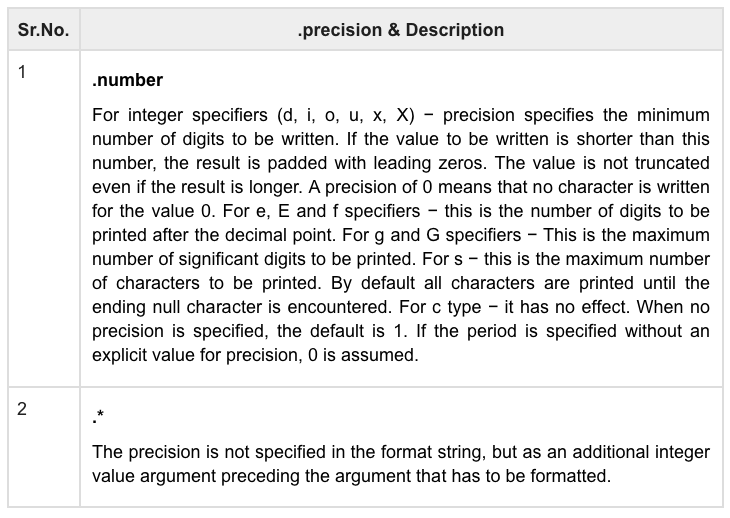 Sr.No. .precision & Description
1
.number
For integer specifiers (d, i, o, u, x, X) − precision specifies the minimum
number of digits to be written. If the value to be written is shorter than this
number, the result is padded with leading zeros. The value is not truncated
even if the result is longer. A precision of 0 means that no character is written
for the value 0. For e, E and f specifiers − this is the number of digits to be
printed after the decimal point. For g and G specifiers − This is the maximum
number of significant digits to be printed. For s − this is the maximum number
of characters to be printed. By default all characters are printed until the
ending null character is encountered. For c type − it has no effect. When no
precision is specified, the default is 1. If the period is specified without an
explicit value for precision, 0 is assumed.
2
.*
The precision is not specified in the format string, but as an additional integer
value argument preceding the argument that has to be formatted.